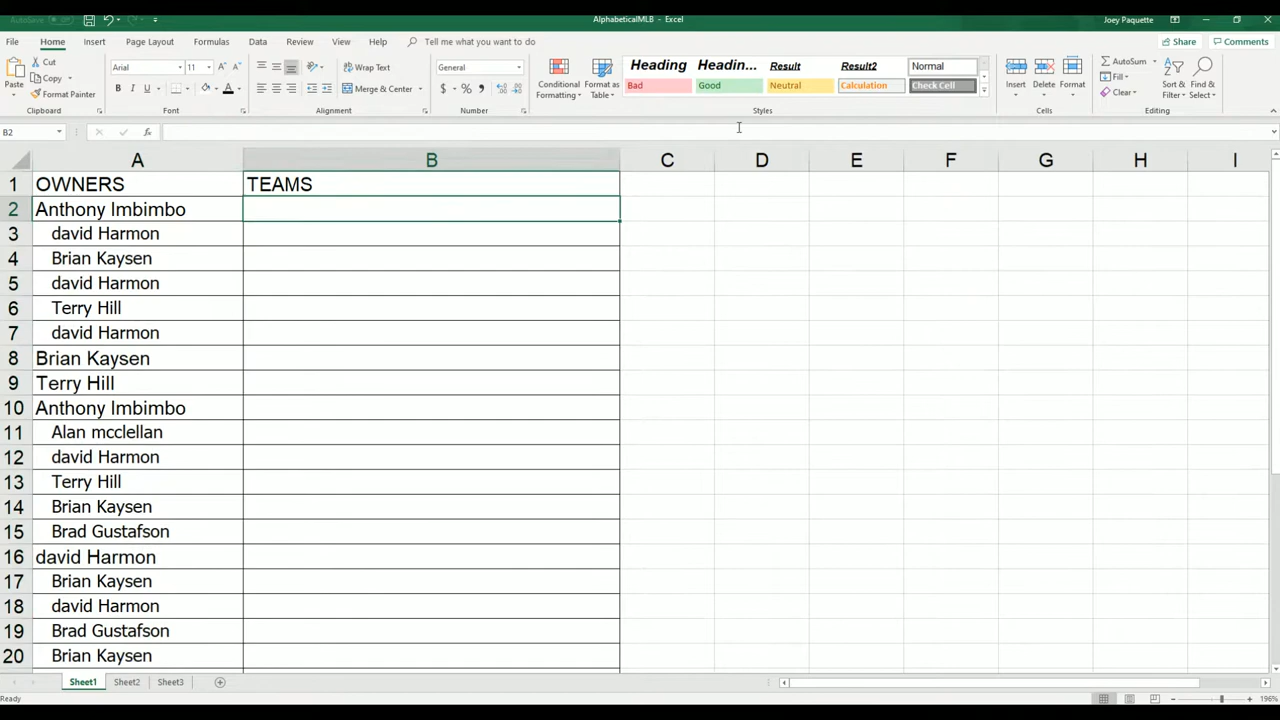 AutoSave Off AlphabeticalMLB - Excel Joey Paquette
File Home Insert Page Layout Formulas Data Review View Help Tell me what you want to do Share Comments
Paste Cut Copy Format Painter Clipboard
Arial 11 B I U A Font
Wrap Text Merge & Center Alignment
General $ % Number
Conditional Formatting Format as Table
Heading Headin... Result Result2 Normal
Bad Good Neutral Calculation Check Cell
Styles
Insert Delete Format Cells
AutoSum Fill Clear Sort & Filter Find & Select Editing
B2 fx
A B C D E F G H I
1 OWNERS TEAMS
2 Anthony Imbimbo
3 david Harmon
4 Brian Kaysen
5 david Harmon
6 Terry Hill
7 david Harmon
8 Brian Kaysen
9 Terry Hill
10 Anthony Imbimbo
11 Alan mcclellan
12 david Harmon
13 Terry Hill
14 Brian Kaysen
15 Brad Gustafson
16 david Harmon
17 Brian Kaysen
18 david Harmon
19 Brad Gustafson
20 Brian Kaysen
Sheet1 Sheet2 Sheet3
Ready 196%